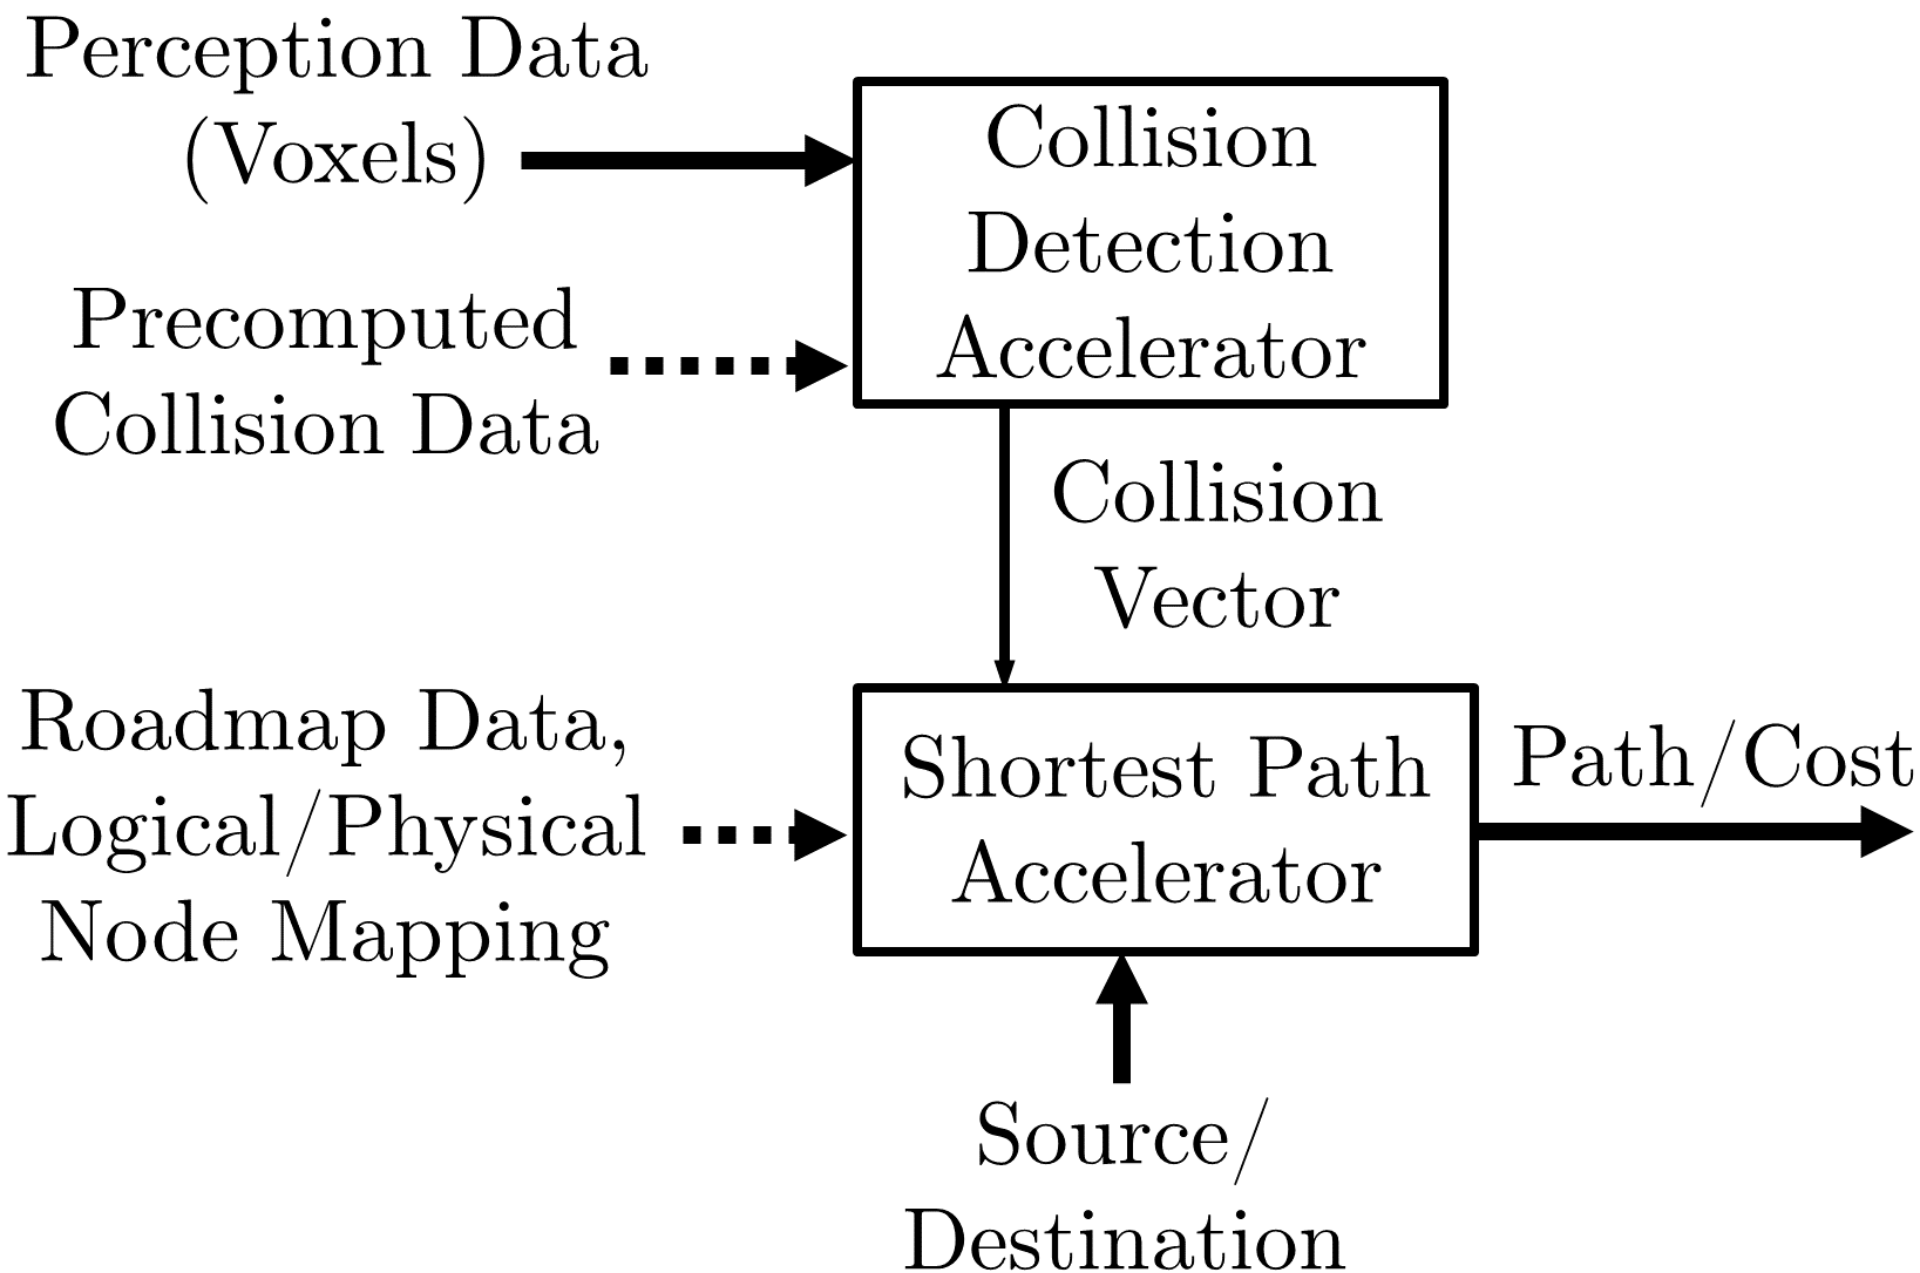 Perception Data
(Voxels)
Collision
Detection
Accelerator
Precomputed
Collision Data
Collision
Vector
Roadmap Data,
Logical/Physical
Node Mapping
Shortest Path
Accelerator
Path/Cost
Source/
Destination